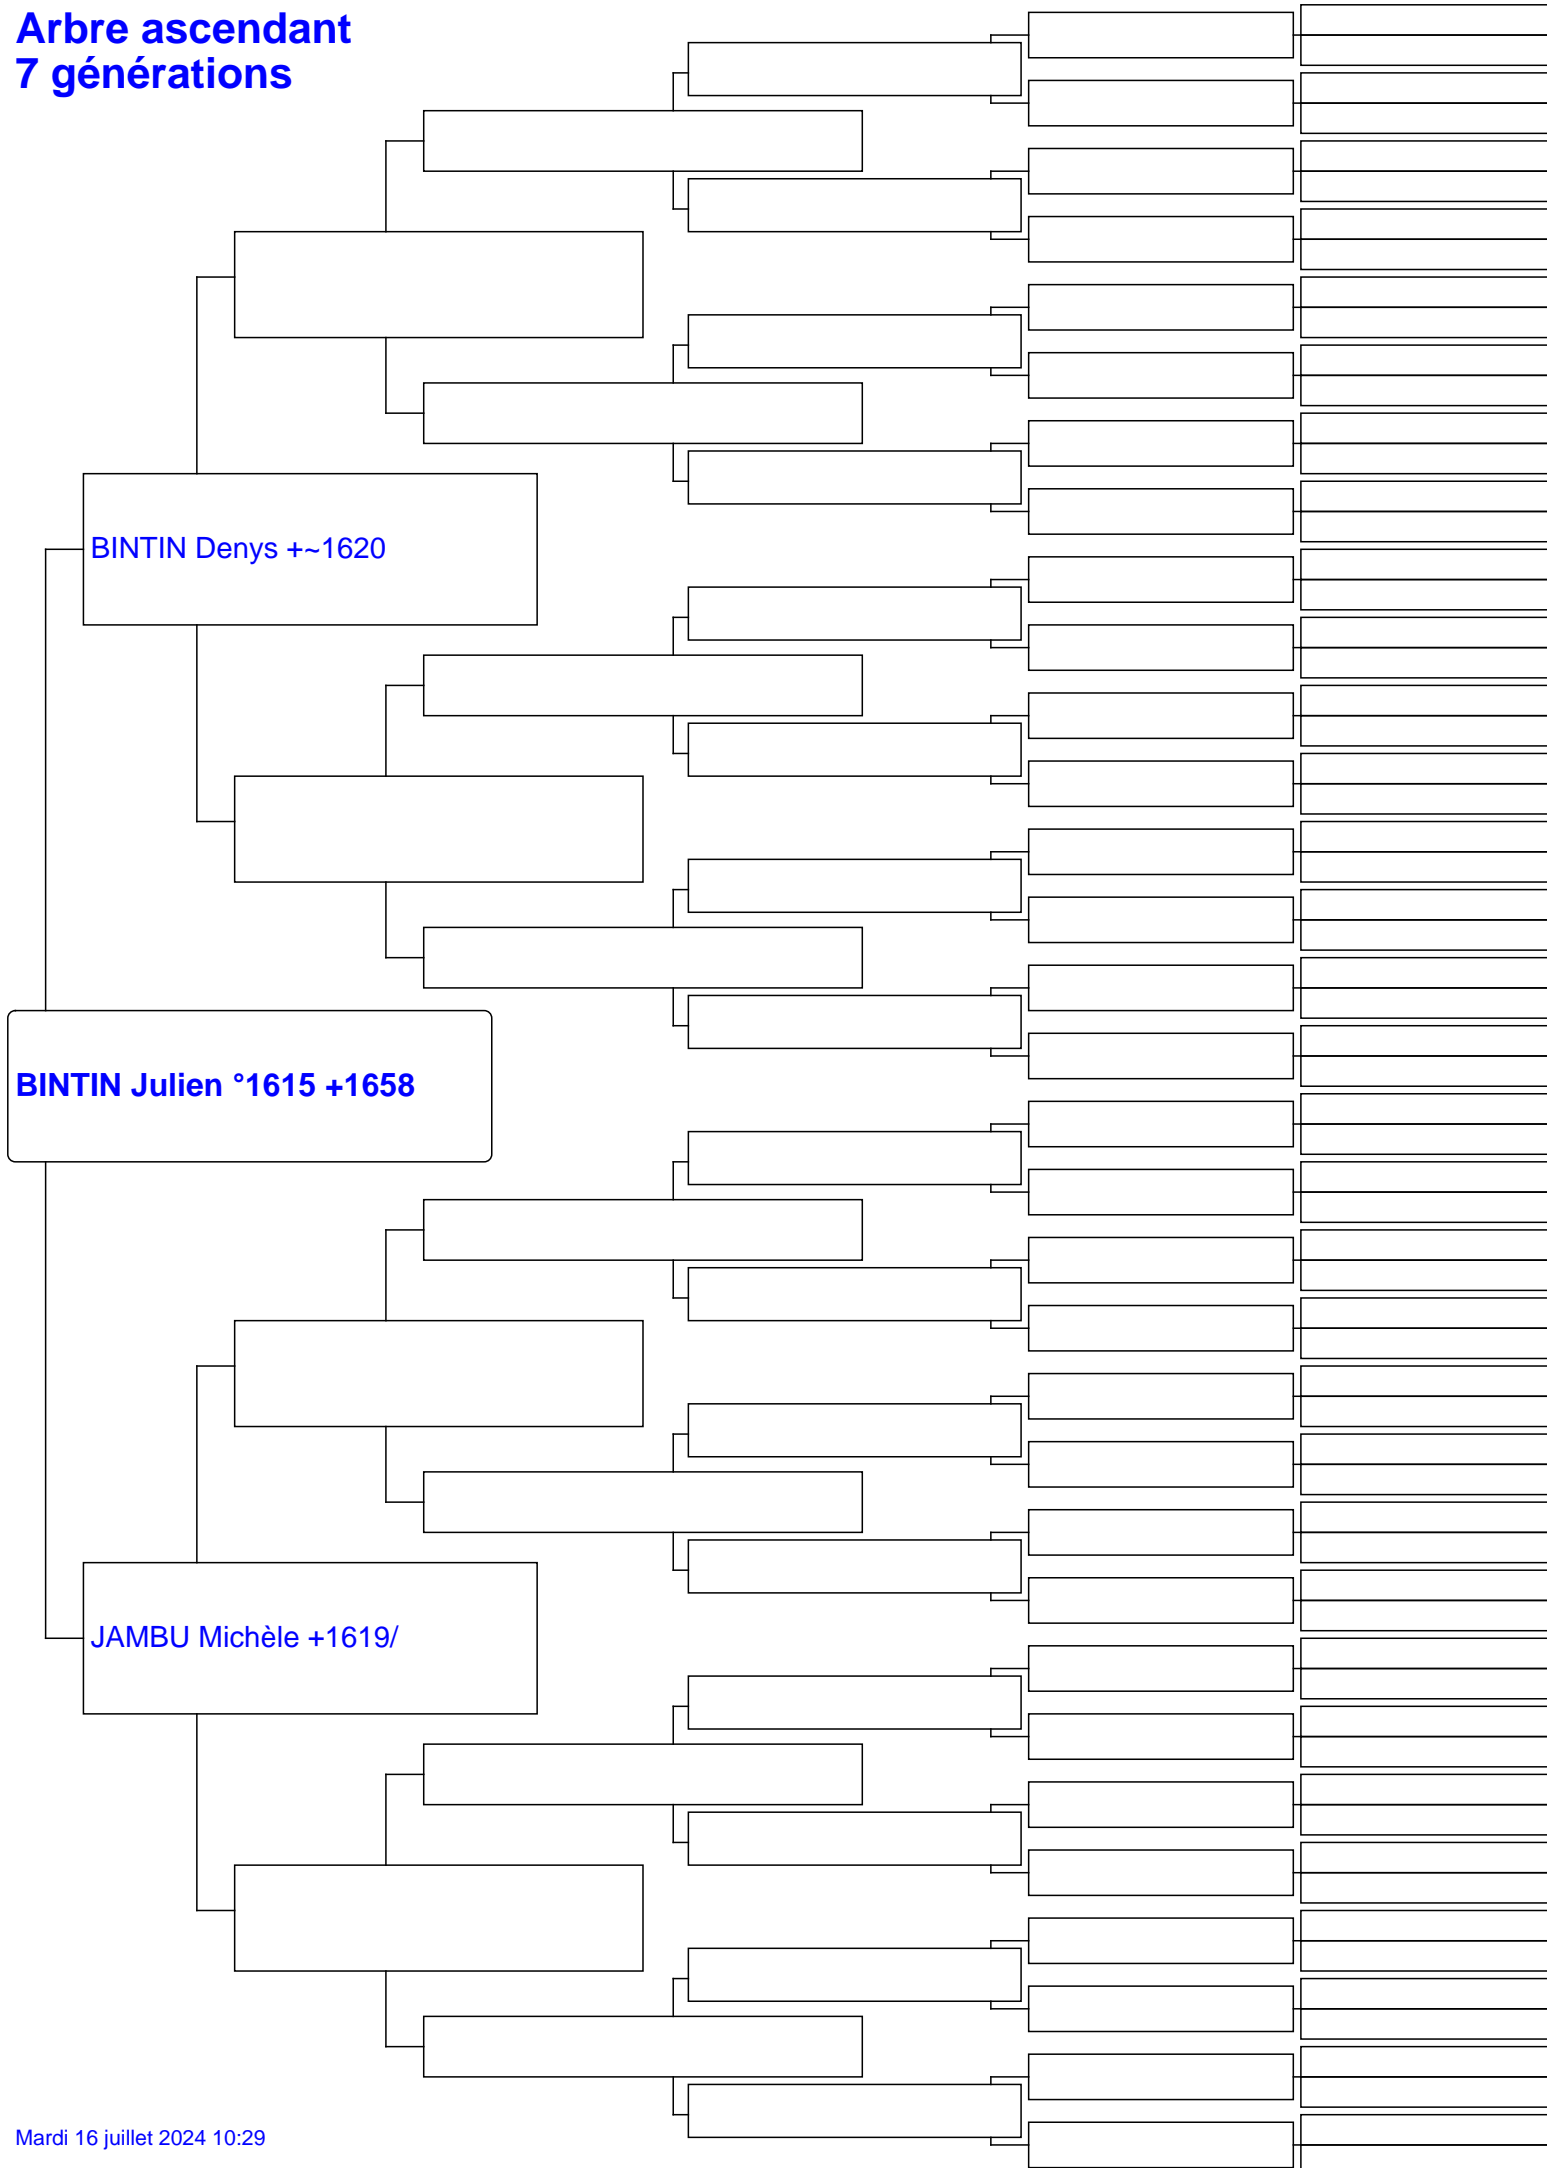 Arbre ascendant
7 générations
BINTIN Denys +~1620
BINTIN Julien °1615 +1658
JAMBU Michèle +1619/
Mardi 16 juillet 2024 10:29